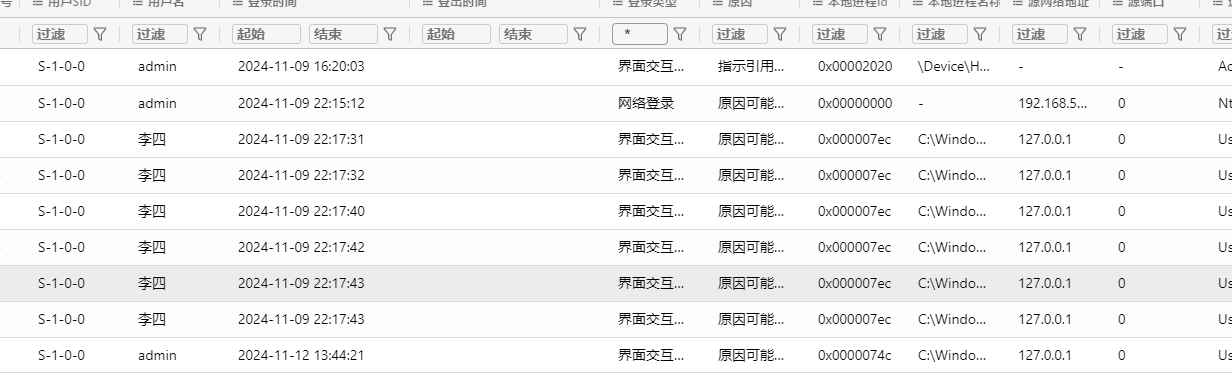 号 用户SID 用户名 登录时间 登出时间 登录类型 原因 本地进程Id 本地进程名称 源网络地址 源端口
过滤 过滤 起始 结束 起始 结束 * 过滤 过滤 过滤 过滤 过滤
S-1-0-0 admin 2024-11-09 16:20:03 界面交互... 指示引用... 0x00002020 \Device\H... - -
S-1-0-0 admin 2024-11-09 22:15:12 网络登录 原因可能... 0x00000000 - 192.168.5... 0 Nt
S-1-0-0 李四 2024-11-09 22:17:31 界面交互... 原因可能... 0x000007ec C:\Windo... 127.0.0.1 0 Us
S-1-0-0 李四 2024-11-09 22:17:32 界面交互... 原因可能... 0x000007ec C:\Windo... 127.0.0.1 0 Us
S-1-0-0 李四 2024-11-09 22:17:40 界面交互... 原因可能... 0x000007ec C:\Windo... 127.0.0.1 0 Us
S-1-0-0 李四 2024-11-09 22:17:42 界面交互... 原因可能... 0x000007ec C:\Windo... 127.0.0.1 0 Us
S-1-0-0 李四 2024-11-09 22:17:43 界面交互... 原因可能... 0x000007ec C:\Windo... 127.0.0.1 0 Us
S-1-0-0 李四 2024-11-09 22:17:43 界面交互... 原因可能... 0x000007ec C:\Windo... 127.0.0.1 0 Us
S-1-0-0 admin 2024-11-12 13:44:21 界面交互... 原因可能... 0x0000074c C:\Windo... 127.0.0.1 0 Us